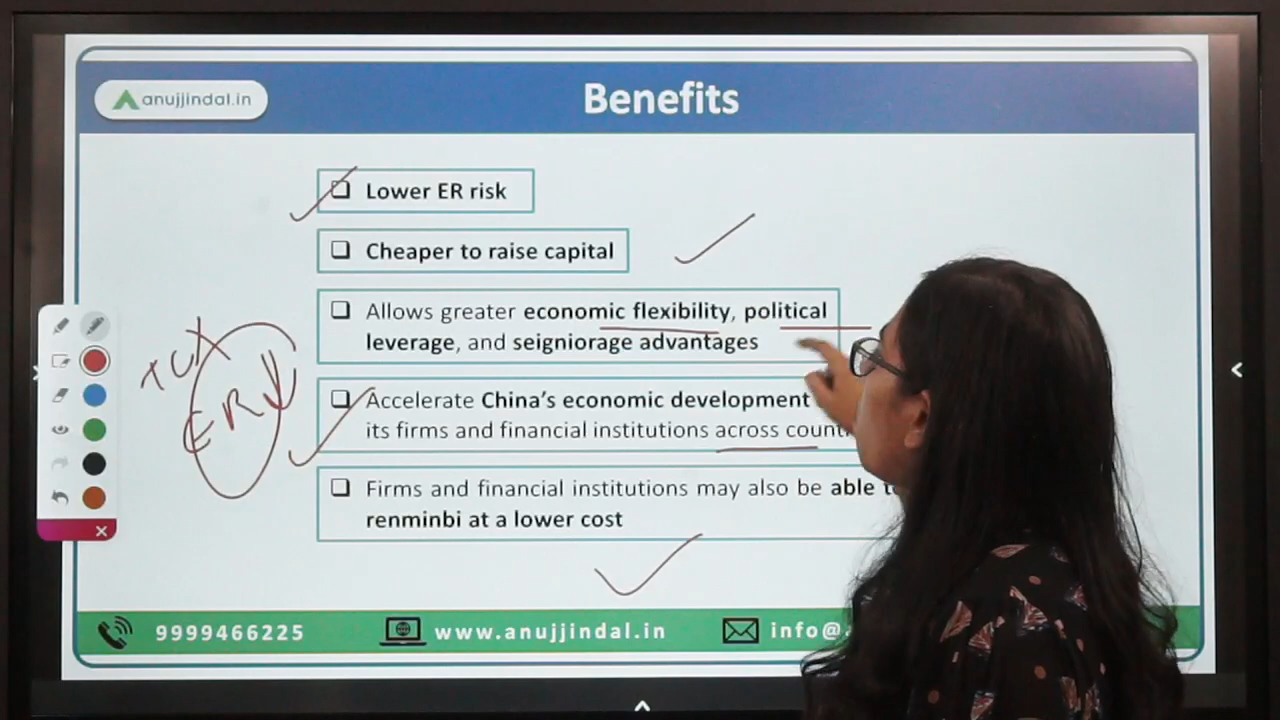 anujjindal.in
Benefits
Lower ER risk
Cheaper to raise capital
Allows greater economic flexibility, political
leverage, and seigniorage advantages
Accelerate China's economic development
its firms and financial institutions across
Firms and financial institutions may also be able
renminbi at a lower cost
ER
9999466225
www.anujjindal.in
info@